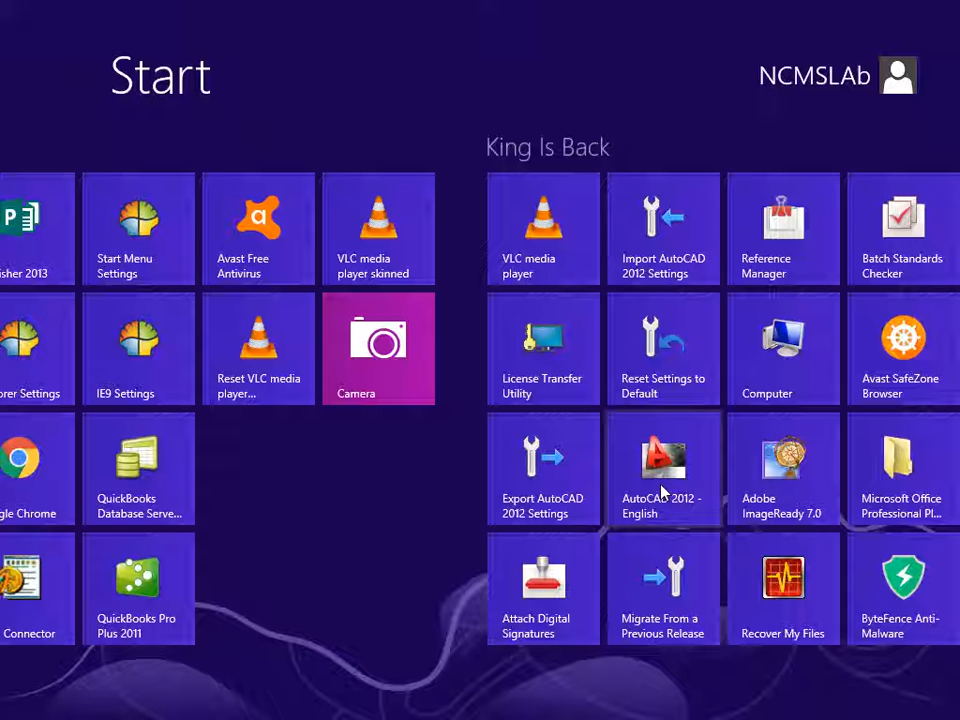 Start
NCMSLAb
King Is Back
P
isher 2013
Start Menu
Settings
a
Avast Free
Antivirus
VLC media
player skinned
VLC media
player
Import AutoCAD
2012 Settings
Reference
Manager
Batch Standards
Checker
orer Settings
IE9 Settings
Reset VLC media
player...
Camera
License Transfer
Utility
Reset Settings to
Default
Computer
Avast SafeZone
Browser
gle Chrome
QuickBooks
Database Serve...
Export AutoCAD
2012 Settings
AutoCAD 2012 -
English
Adobe
ImageReady 7.0
Microsoft Office
Professional Pl...
Connector
QuickBooks Pro
Plus 2011
Attach Digital
Signatures
Migrate From a
Previous Release
Recover My Files
ByteFence Anti-
Malware